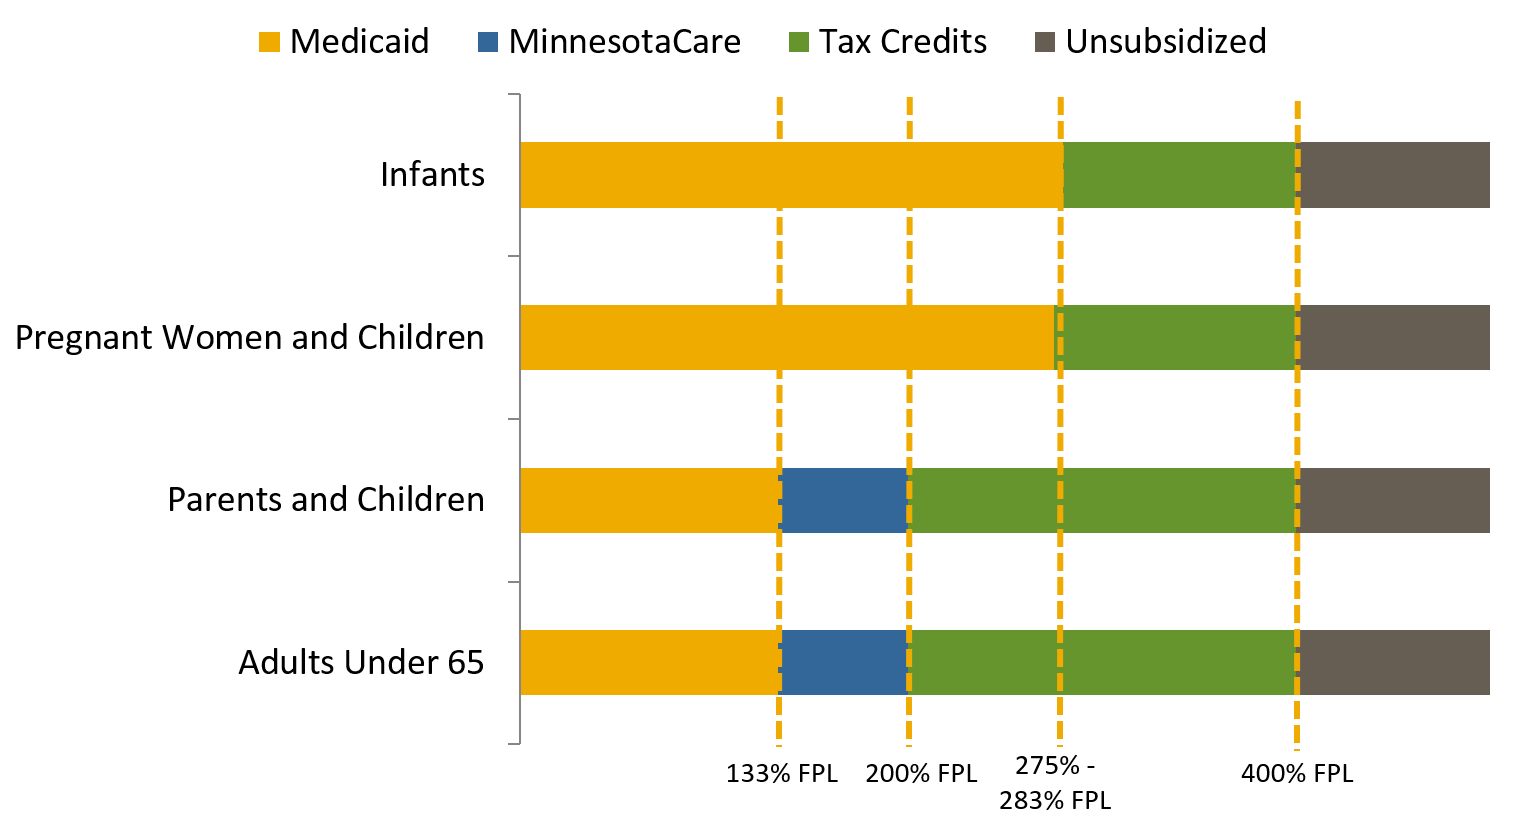 Medicaid MinnesotaCare Tax Credits Unsubsidized
Infants
Pregnant Women and Children
Parents and Children
Adults Under 65
133% FPL 200% FPL 275% - 400% FPL
283% FPL